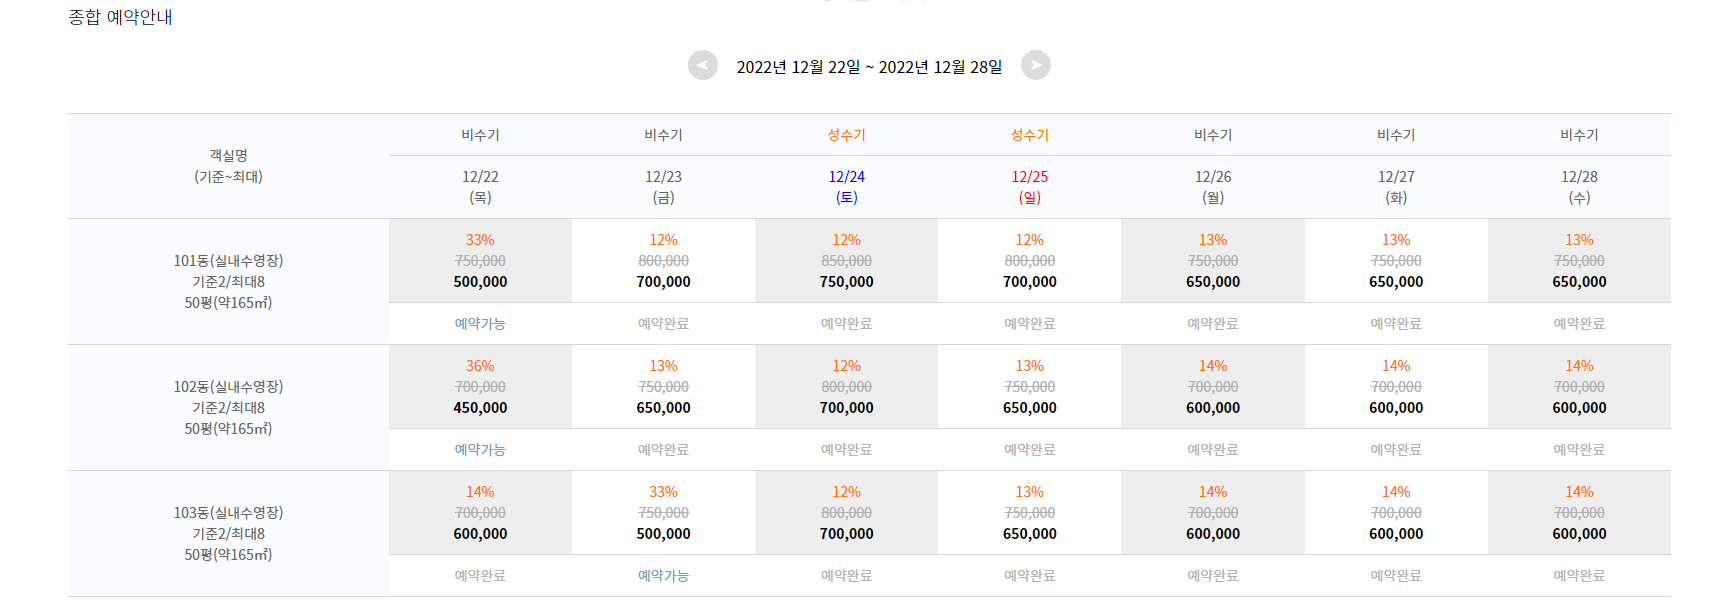 종합 예약안내
2022년 12월 22일 ~ 2022년 12월 28일
객실명
(기준~최대)
비수기 비수기 성수기 성수기 비수기 비수기 비수기
12/22 12/23 12/24 12/25 12/26 12/27 12/28
(목) (금) (토) (일) (월) (화) (수)
101동(실내수영장)
기준2/최대8
50평(약165㎡)
33% 12% 12% 12% 13% 13% 13%
750,000 800,000 850,000 800,000 750,000 750,000 750,000
500,000 700,000 750,000 700,000 650,000 650,000 650,000
예약가능 예약완료 예약완료 예약완료 예약완료 예약완료 예약완료
102동(실내수영장)
기준2/최대8
50평(약165㎡)
36% 13% 12% 13% 14% 14% 14%
700,000 750,000 800,000 750,000 700,000 700,000 700,000
450,000 650,000 700,000 650,000 600,000 600,000 600,000
예약가능 예약완료 예약완료 예약완료 예약완료 예약완료 예약완료
103동(실내수영장)
기준2/최대8
50평(약165㎡)
14% 33% 12% 13% 14% 14% 14%
700,000 750,000 800,000 750,000 700,000 700,000 700,000
600,000 500,000 700,000 650,000 600,000 600,000 600,000
예약완료 예약가능 예약완료 예약완료 예약완료 예약완료 예약완료